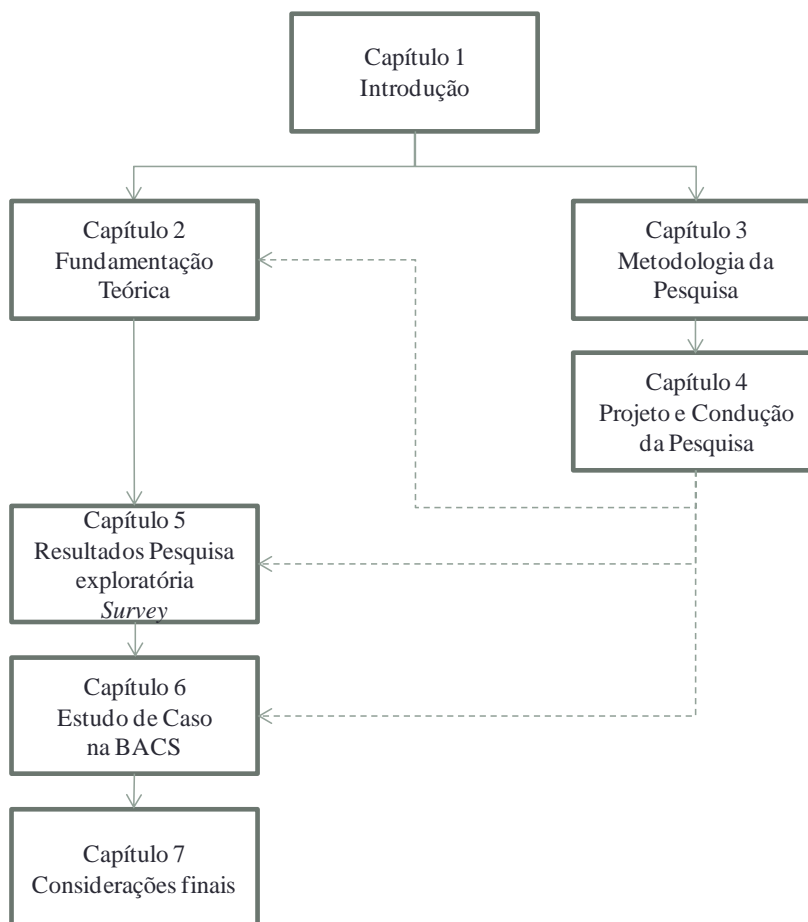 Capítulo 1
Introdução
Capítulo 2
Fundamentação
Teórica
Capítulo 3
Metodologia da
Pesquisa
Capítulo 4
Projeto e Condução
da Pesquisa
Capítulo 5
Resultados Pesquisa
exploratória
Survey
Capítulo 6
Estudo de Caso
na BACS
Capítulo 7
Considerações finais